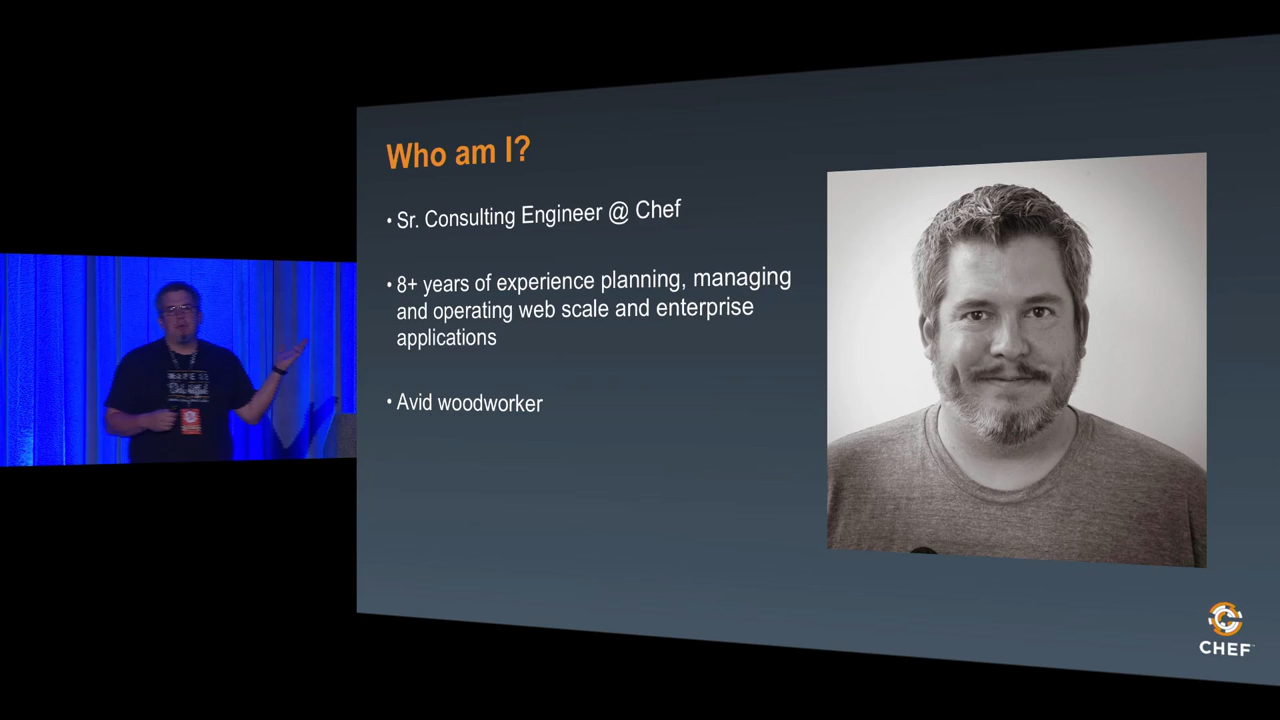 Who am I?
• Sr. Consulting Engineer @ Chef
• 8+ years of experience planning, managing
and operating web scale and enterprise
applications
• Avid woodworker
CHEF